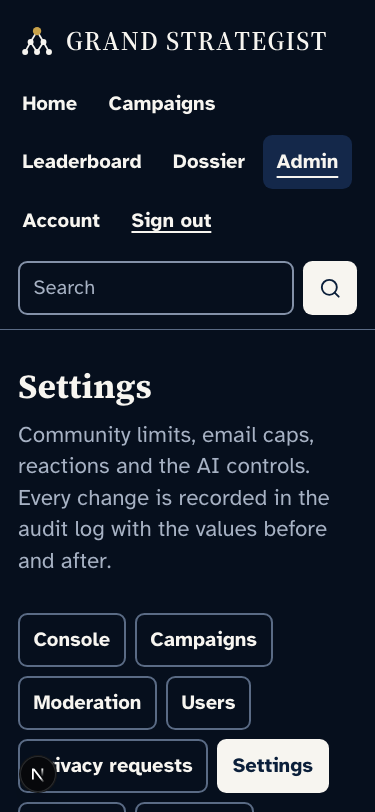 GRAND STRATEGIST
Home Campaigns
Leaderboard Dossier Admin
Account Sign out
Search
Settings
Community limits, email caps,
reactions and the AI controls.
Every change is recorded in the
audit log with the values before
and after.
Console Campaigns
Moderation Users
N
requests Settings